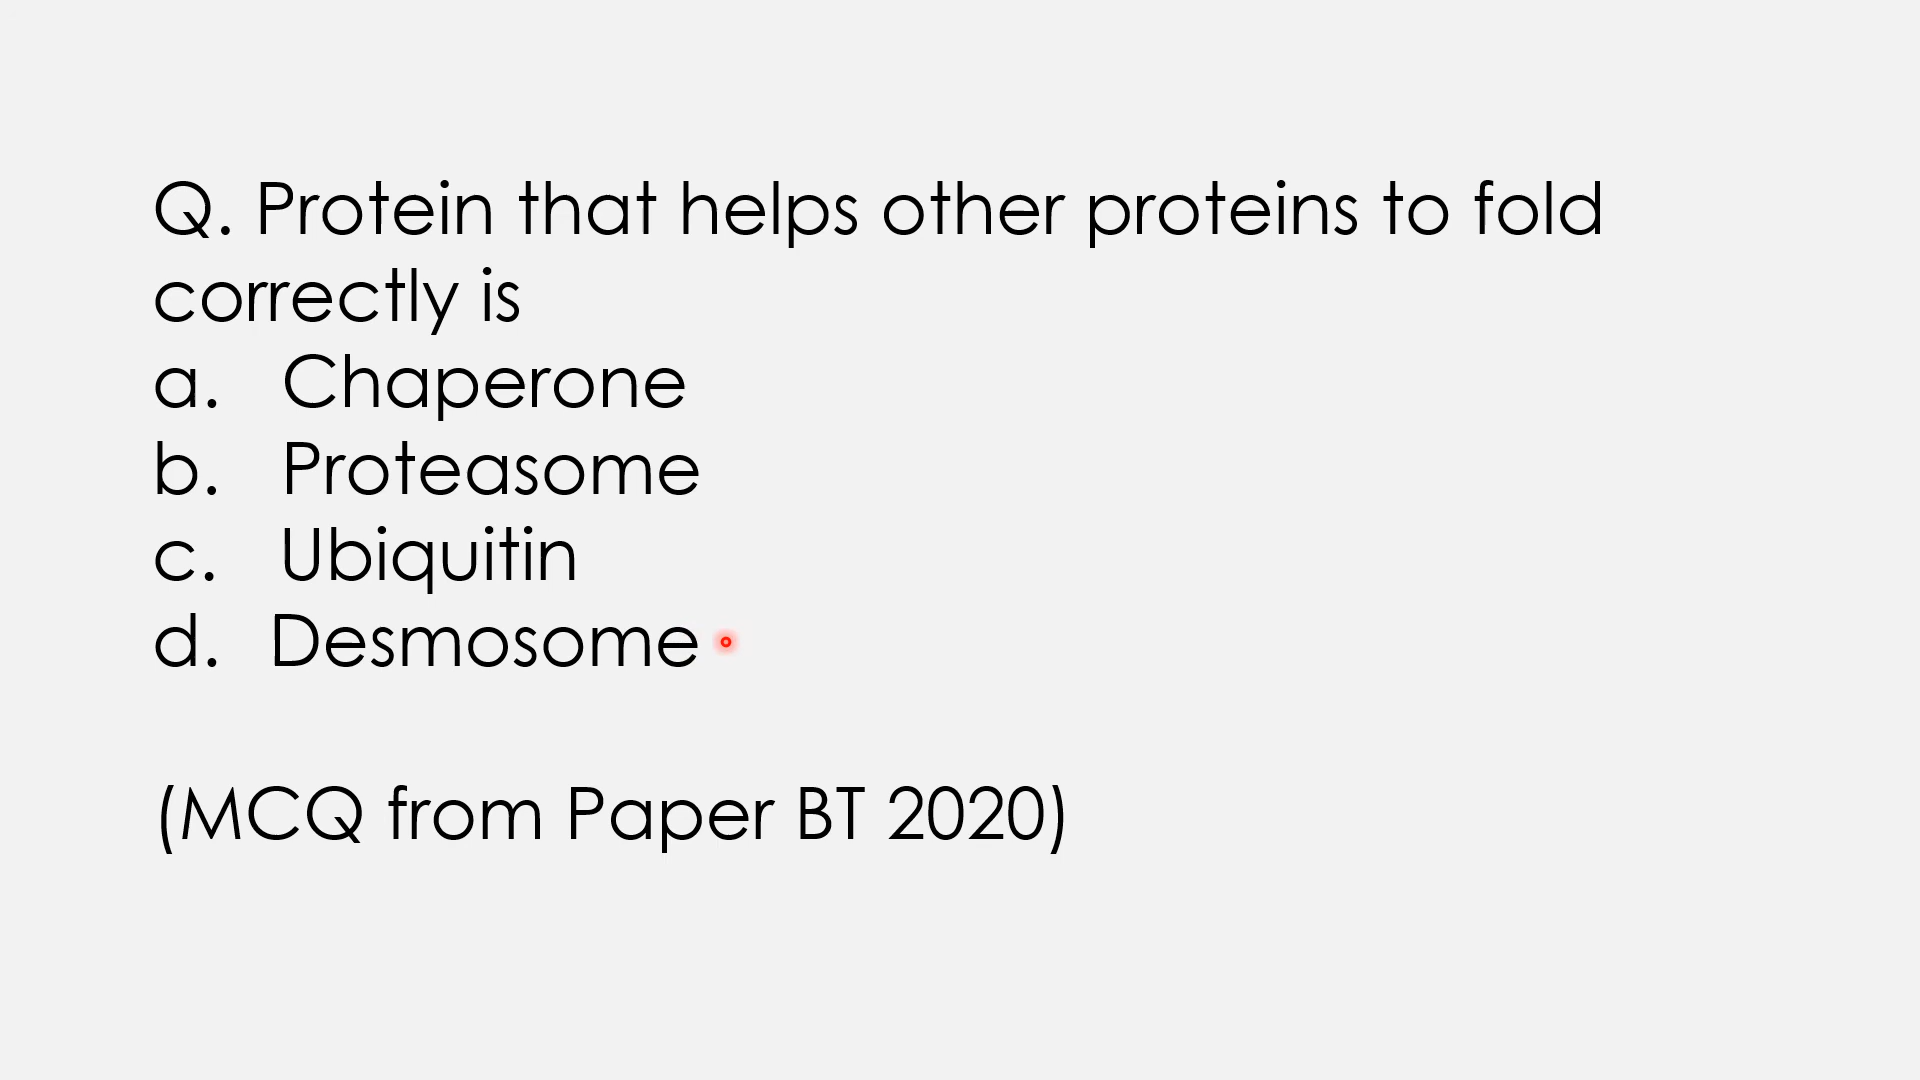 Q. Protein that helps other proteins to fold
correctly is
a. Chaperone
b. Proteasome
c. Ubiquitin
d. Desmosome
(MCQ from Paper BT 2020)